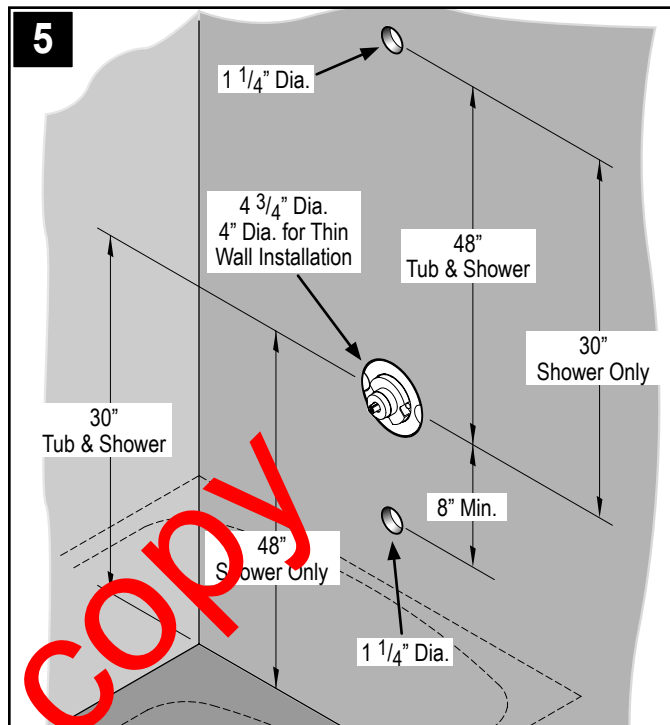 5
1 1/4” Dia.
4 3/4” Dia.
4” Dia. for Thin
Wall Installation
48”
Tub & Shower
30”
Shower Only
30”
Tub & Shower
8” Min.
48”
Shower Only
1 1/4” Dia.
copy